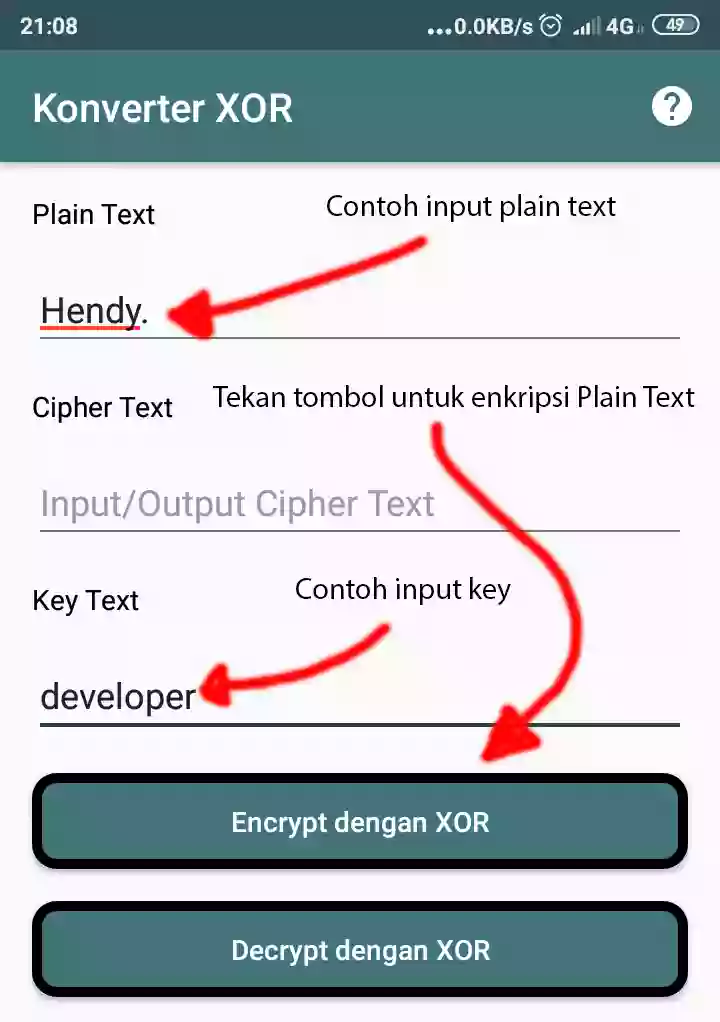 21:08 ...0.0KB/s 4G 49
Konverter XOR ?
Plain Text Contoh input plain text
Hendy.
Cipher Text Tekan tombol untuk enkripsi Plain Text
Input/Output Cipher Text
Key Text Contoh input key
developer
Encrypt dengan XOR
Decrypt dengan XOR